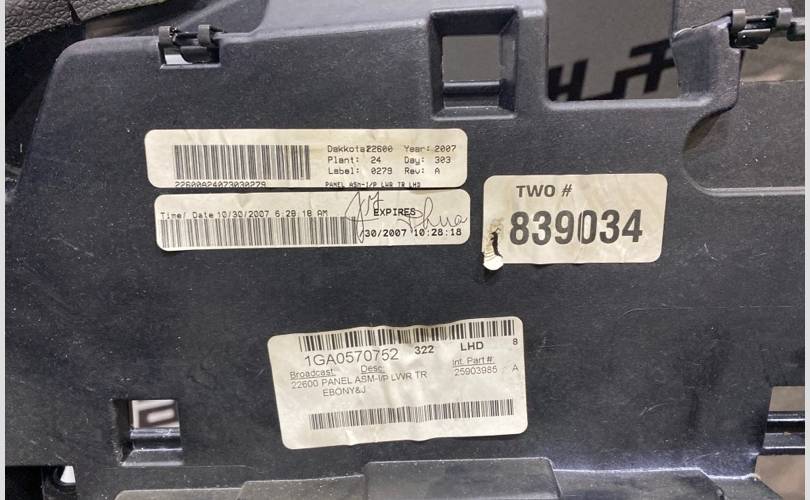 Dakkota#22600 Year: 2007
Plant: 24 Day: 303
Label: 0279 Rev: A
22600A24073030279 PANEL ASM-I/P LWR TR LHD
Time/ Date 10/30/2007 6:28:18 AM EXPIRES
/30/2007 10:28:18
TWO #
839034
1GA0570752 322 LHD 8
Broadcast: Desc: Int. Part #:
22600 PANEL ASM-I/P LWR TR 25903985 A
EBONY&J